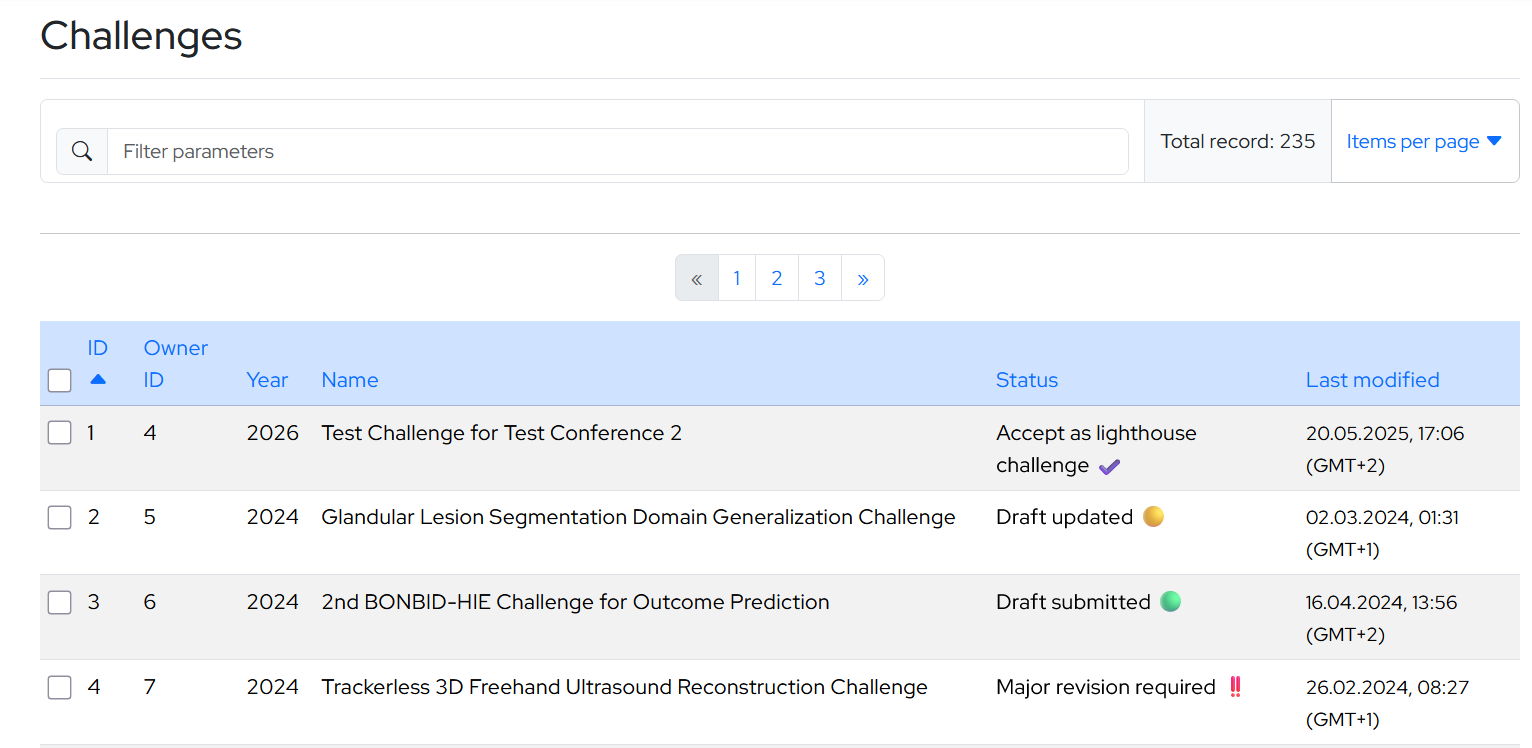 Challenges
Filter parameters
Total record: 235
Items per page
« 1 2 3 »
ID Owner ID Year Name Status Last modified
1 4 2026 Test Challenge for Test Conference 2 Accept as lighthouse 20.05.2025, 17:06
challenge (GMT+2)
2 5 2024 Glandular Lesion Segmentation Domain Generalization Challenge Draft updated 02.03.2024, 01:31
(GMT+1)
3 6 2024 2nd BONBID-HIE Challenge for Outcome Prediction Draft submitted 16.04.2024, 13:56
(GMT+2)
4 7 2024 Trackerless 3D Freehand Ultrasound Reconstruction Challenge Major revision required ‼ 26.02.2024, 08:27
(GMT+1)